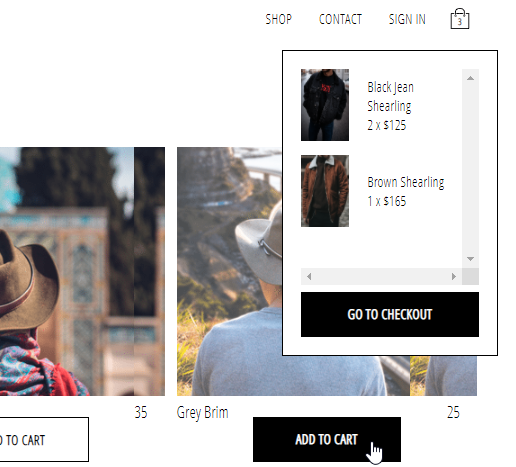 SHOP CONTACT SIGN IN 3
Black Jean
Shearling
2 x $125
Brown Shearling
1 x $165
GO TO CHECKOUT
35 Grey Brim 25
TO CART ADD TO CART